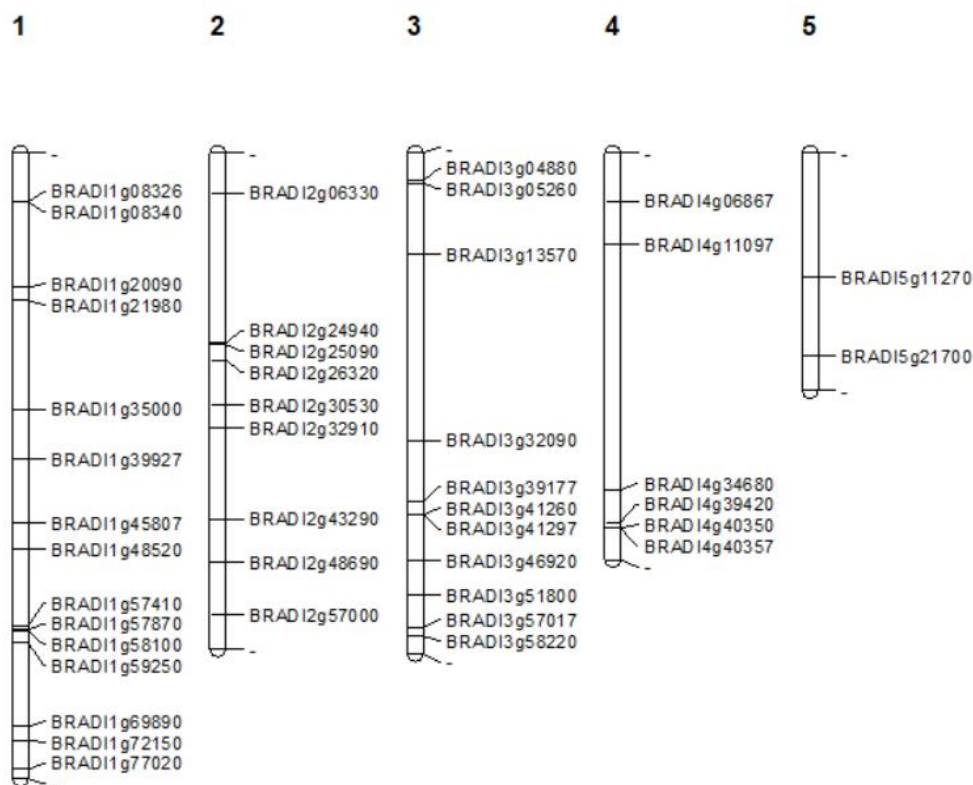 1
2
3
4
5
-
BRADI1g08326
BRADI1g08340
BRADI1g20090
BRADI1g21980
BRADI1g35000
BRADI1g39927
BRADI1g45807
BRADI1g48520
BRADI1g57410
BRADI1g57870
BRADI1g58100
BRADI1g59250
BRADI1g69890
BRADI1g72150
BRADI1g77020
-
-
BRADI2g06330
BRADI2g24940
BRADI2g25090
BRADI2g26320
BRADI2g30530
BRADI2g32910
BRADI2g43290
BRADI2g48690
BRADI2g57000
-
-
BRADI3g04880
BRADI3g05260
BRADI3g13570
BRADI3g32090
BRADI3g39177
BRADI3g41260
BRADI3g41297
BRADI3g46920
BRADI3g51800
BRADI3g57017
BRADI3g58220
-
-
BRADI4g06867
BRADI4g11097
BRADI4g34680
BRADI4g39420
BRADI4g40350
BRADI4g40357
-
-
BRADI5g11270
BRADI5g21700
-